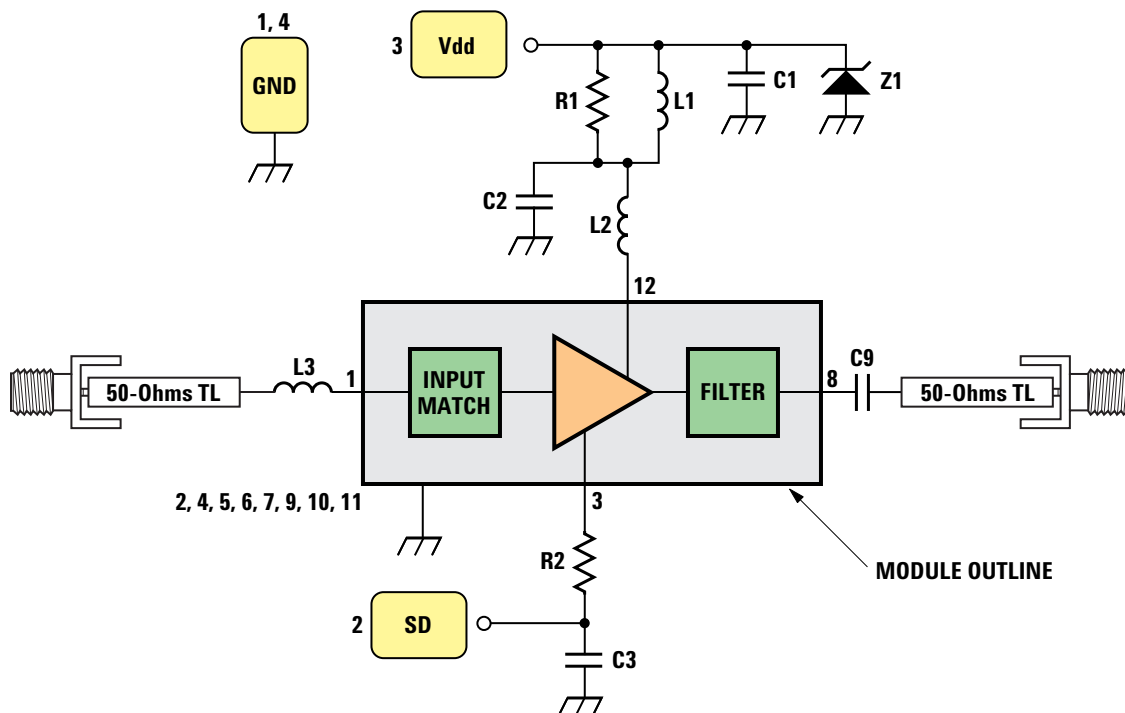 1, 4
GND
3
Vdd
R1
L1
C1
Z1
C2
L2
12
50-Ohms TL
L3
1
INPUT
MATCH
FILTER
8
C9
50-Ohms TL
2, 4, 5, 6, 7, 9, 10, 11
3
R2
MODULE OUTLINE
2
SD
C3